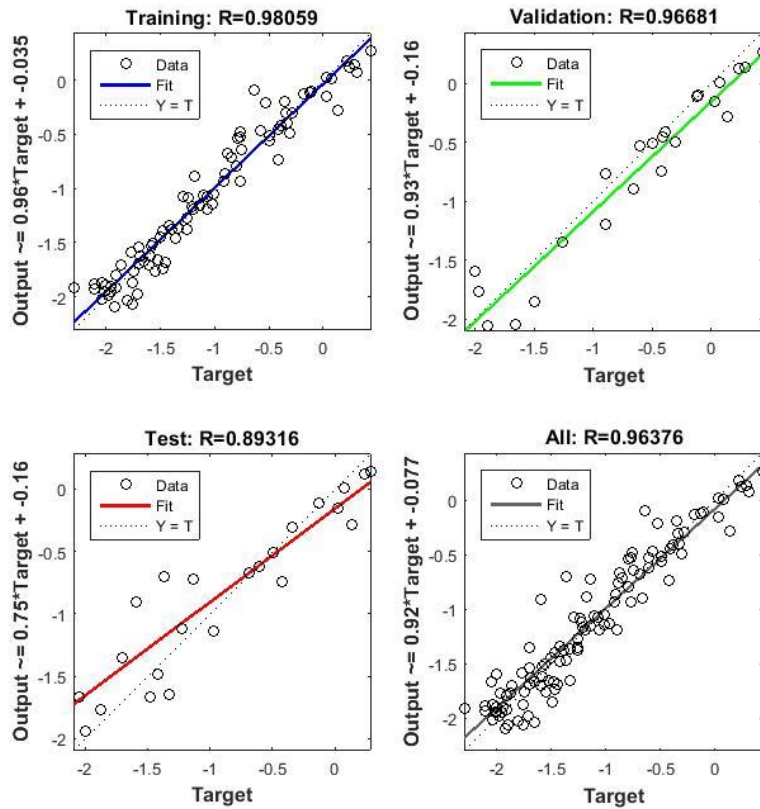 Training: R=0.98059
Output ~= 0.96*Target + -0.035
Data
Fit
Y = T
0
-0.5
-1
-1.5
-2
-2 -1.5 -1 -0.5 0
Target
Validation: R=0.96681
Output ~= 0.93*Target + -0.16
Data
Fit
Y = T
0
-0.5
-1
-1.5
-2
-2 -1.5 -1 -0.5 0
Target
Test: R=0.89316
Output ~= 0.75*Target + -0.16
Data
Fit
Y = T
0
-0.5
-1
-1.5
-2
-2 -1.5 -1 -0.5 0
Target
All: R=0.96376
Output ~= 0.92*Target + -0.077
Data
Fit
Y = T
0
-0.5
-1
-1.5
-2
-2 -1.5 -1 -0.5 0
Target